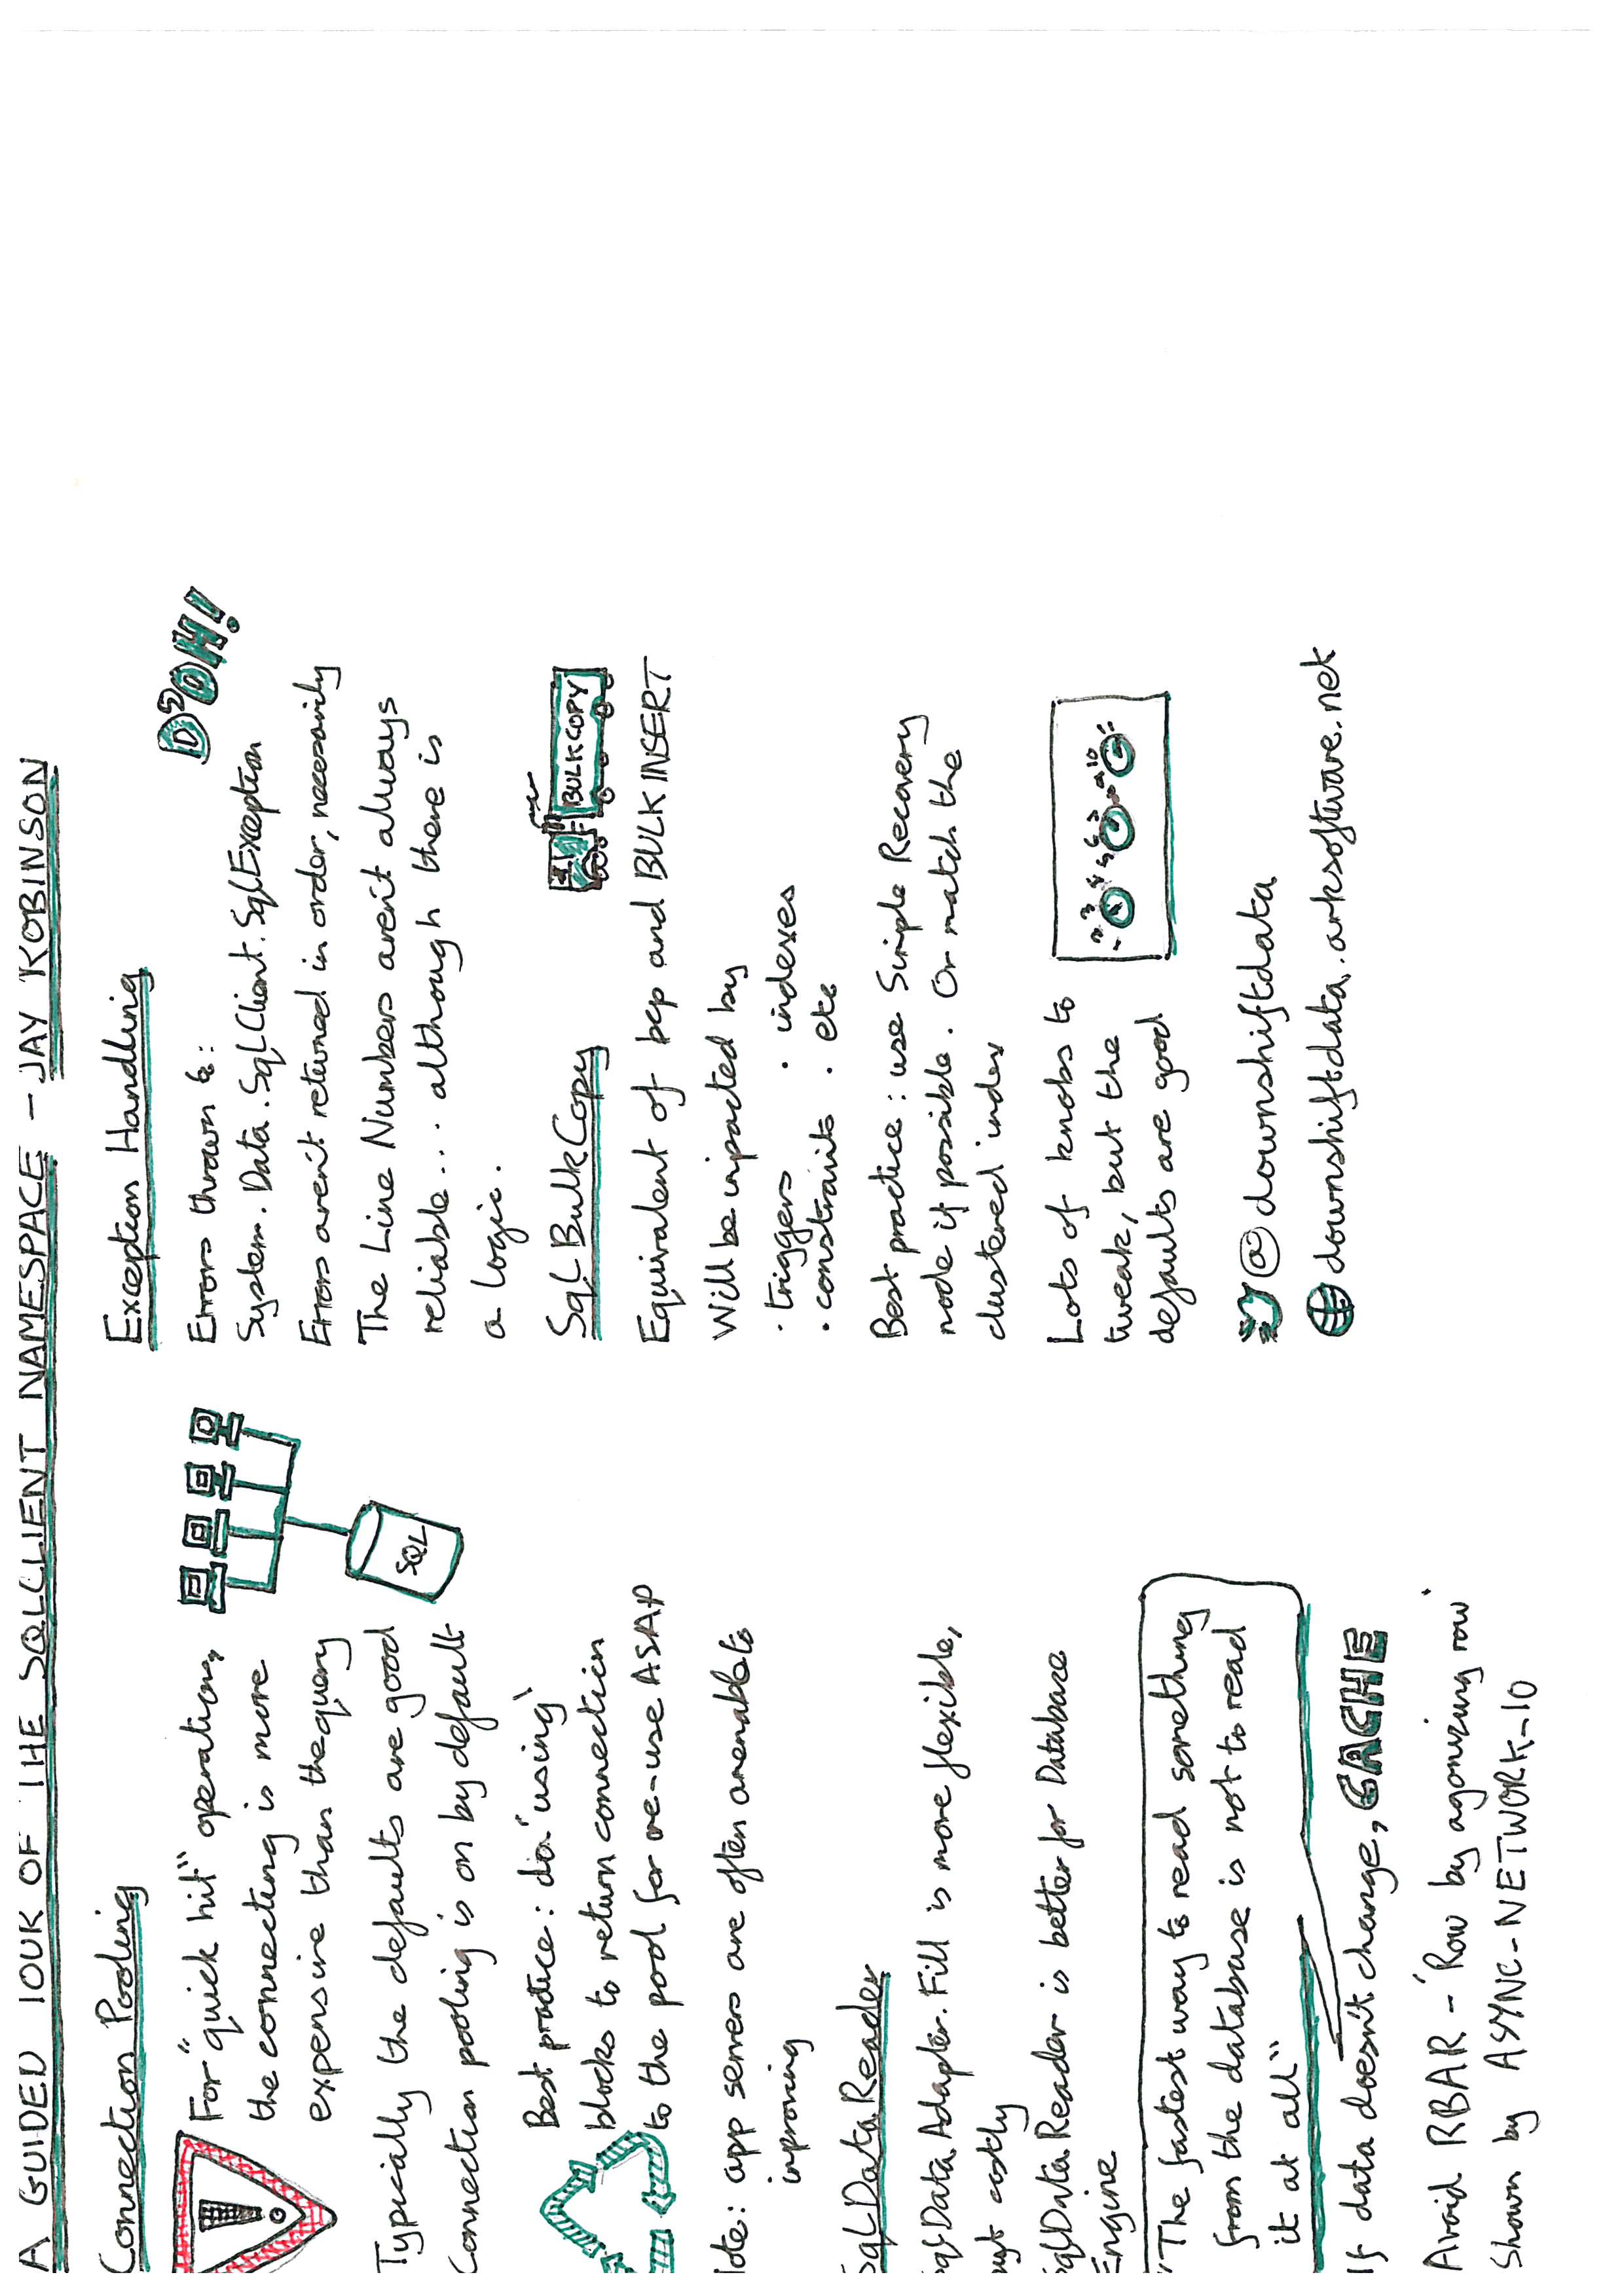 A GUIDED TOUR OF THE SQLCLIENT NAMESPACE - JAY ROBINSON
Connection Pooling
For "quick hit" operations,
the connecting is more
expensive than the query
SQL
Typically the defaults are good
Connection pooling is on by default
Best practice: do 'using'
blocks to return connection
to the pool for re-use ASAP
Note: app servers are often amenable to
improving
SqlDataReader
SqlDataAdapter.Fill is more flexible,
but costly
SqlDataReader is better for Database
Engine
"The fastest way to read something
from the database is not to read
it at all"
If data doesn't change, CACHE
Avoid RBAR - 'Row by agonizing row'
Shown by ASYNC-NETWORK-IO
Exception Handling
D'OH!
Errors thrown to:
System.Data.SqlClient.SqlException
Errors aren't returned in order, necessarily
The Line Numbers aren't always
reliable... although there is
a logic.
SqlBulkCopy
BULKCOPY
Equivalent of bcp and BULK INSERT
Will be impacted by
· triggers · indexes
· constraints · etc
Best practice: use Simple Recovery
mode if possible. Or match the
clustered index
Lots of knobs to
tweak, but the
defaults are good
@downshiftdata
downshiftdata.arksoftware.net